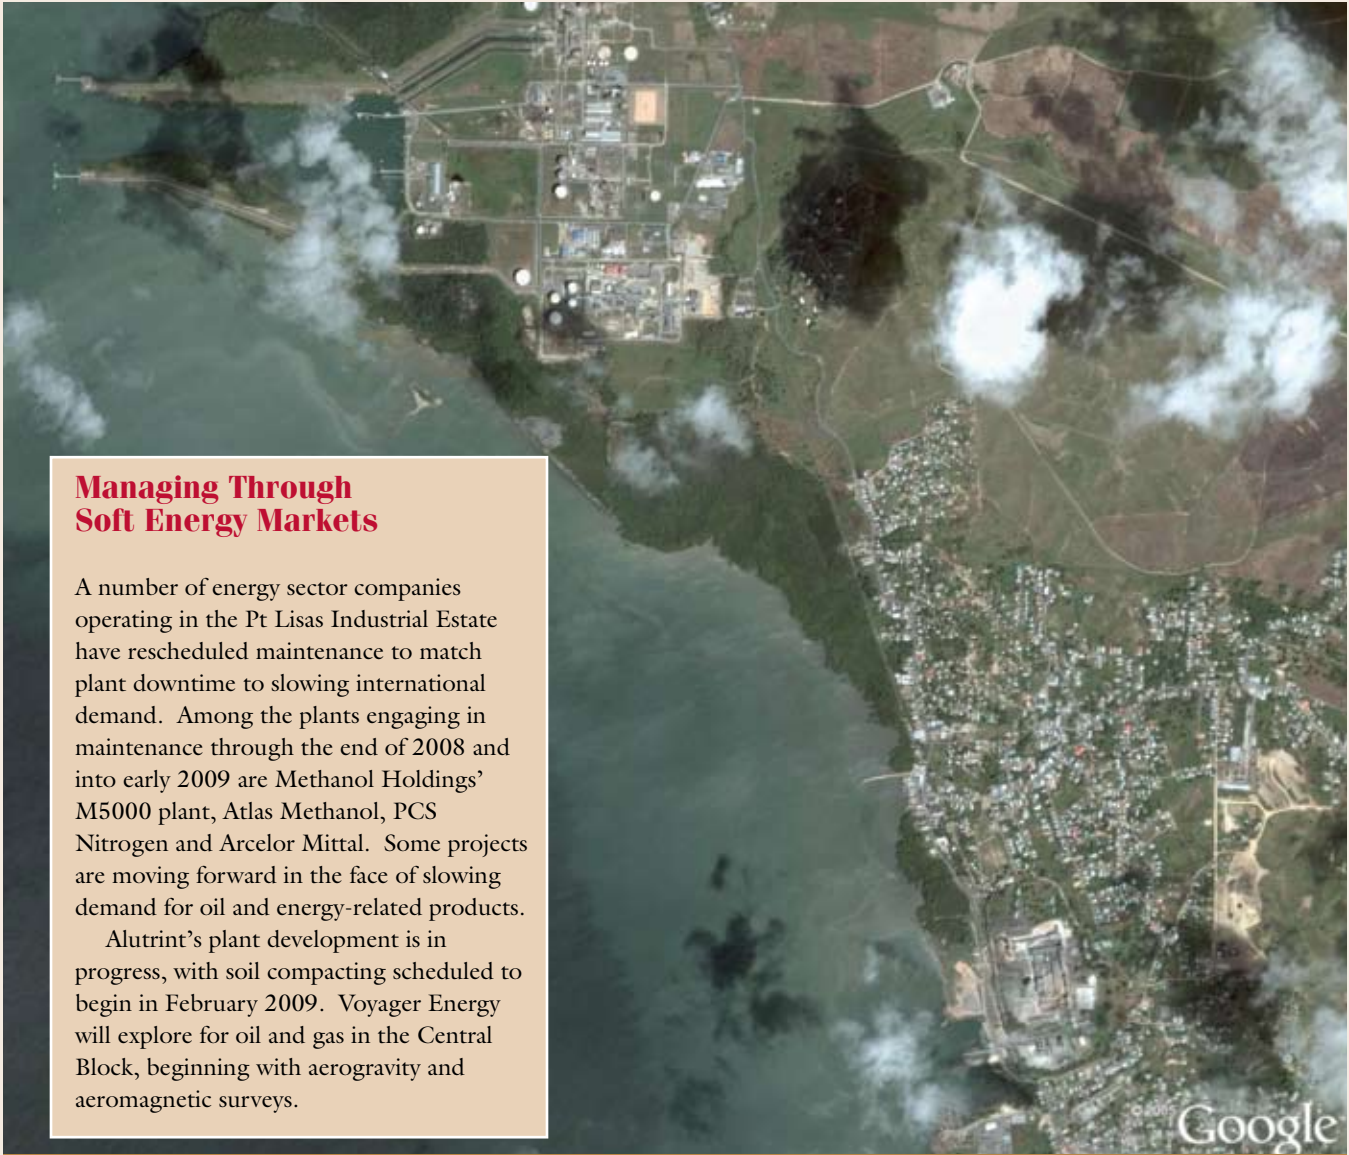 Managing Through
Soft Energy Markets
A number of energy sector companies
operating in the Pt Lisas Industrial Estate
have rescheduled maintenance to match
plant downtime to slowing international
demand.  Among the plants engaging in
maintenance through the end of 2008 and
into early 2009 are Methanol Holdings’
M5000 plant, Atlas Methanol, PCS
Nitrogen and Arcelor Mittal.  Some projects
are moving forward in the face of slowing
demand for oil and energy-related products.
Alutrint’s plant development is in
progress, with soil compacting scheduled to
begin in February 2009.  Voyager Energy
will explore for oil and gas in the Central
Block, beginning with aerogravity and
aeromagnetic surveys.
©2005 Google